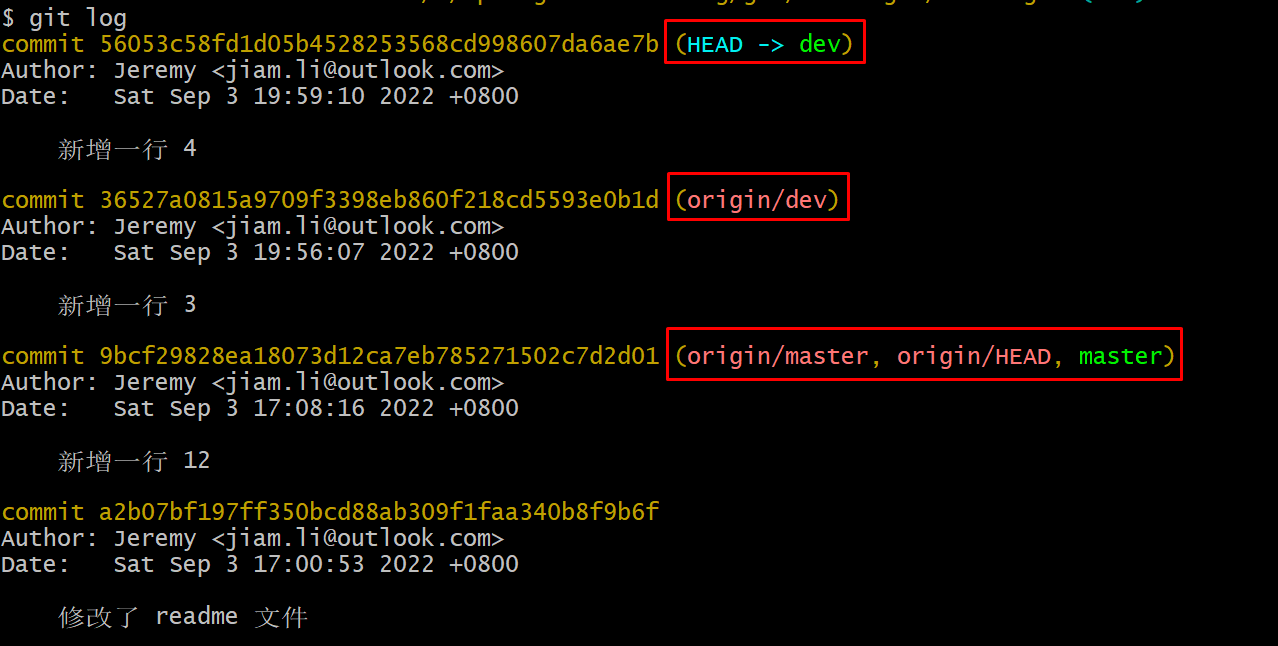 $ git log
commit 56053c58fd1d05b4528253568cd998607da6ae7b (HEAD -> dev)
Author: Jeremy <jiam.li@outlook.com>
Date:   Sat Sep 3 19:59:10 2022 +0800
新增一行 4
commit 36527a0815a9709f3398eb860f218cd5593e0b1d (origin/dev)
Author: Jeremy <jiam.li@outlook.com>
Date:   Sat Sep 3 19:56:07 2022 +0800
新增一行 3
commit 9bcf29828ea18073d12ca7eb785271502c7d2d01 (origin/master, origin/HEAD, master)
Author: Jeremy <jiam.li@outlook.com>
Date:   Sat Sep 3 17:08:16 2022 +0800
新增一行 12
commit a2b07bf197ff350bcd88ab309f1faa340b8f9b6f
Author: Jeremy <jiam.li@outlook.com>
Date:   Sat Sep 3 17:00:53 2022 +0800
修改了 readme 文件